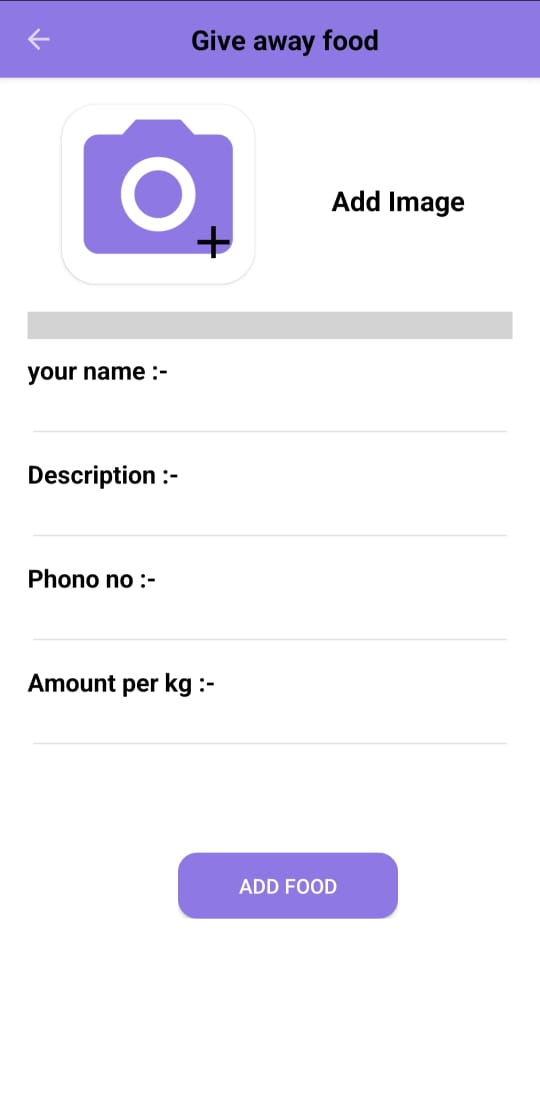 Give away food
Add Image
your name :-
Description :-
Phono no :-
Amount per kg :-
ADD FOOD